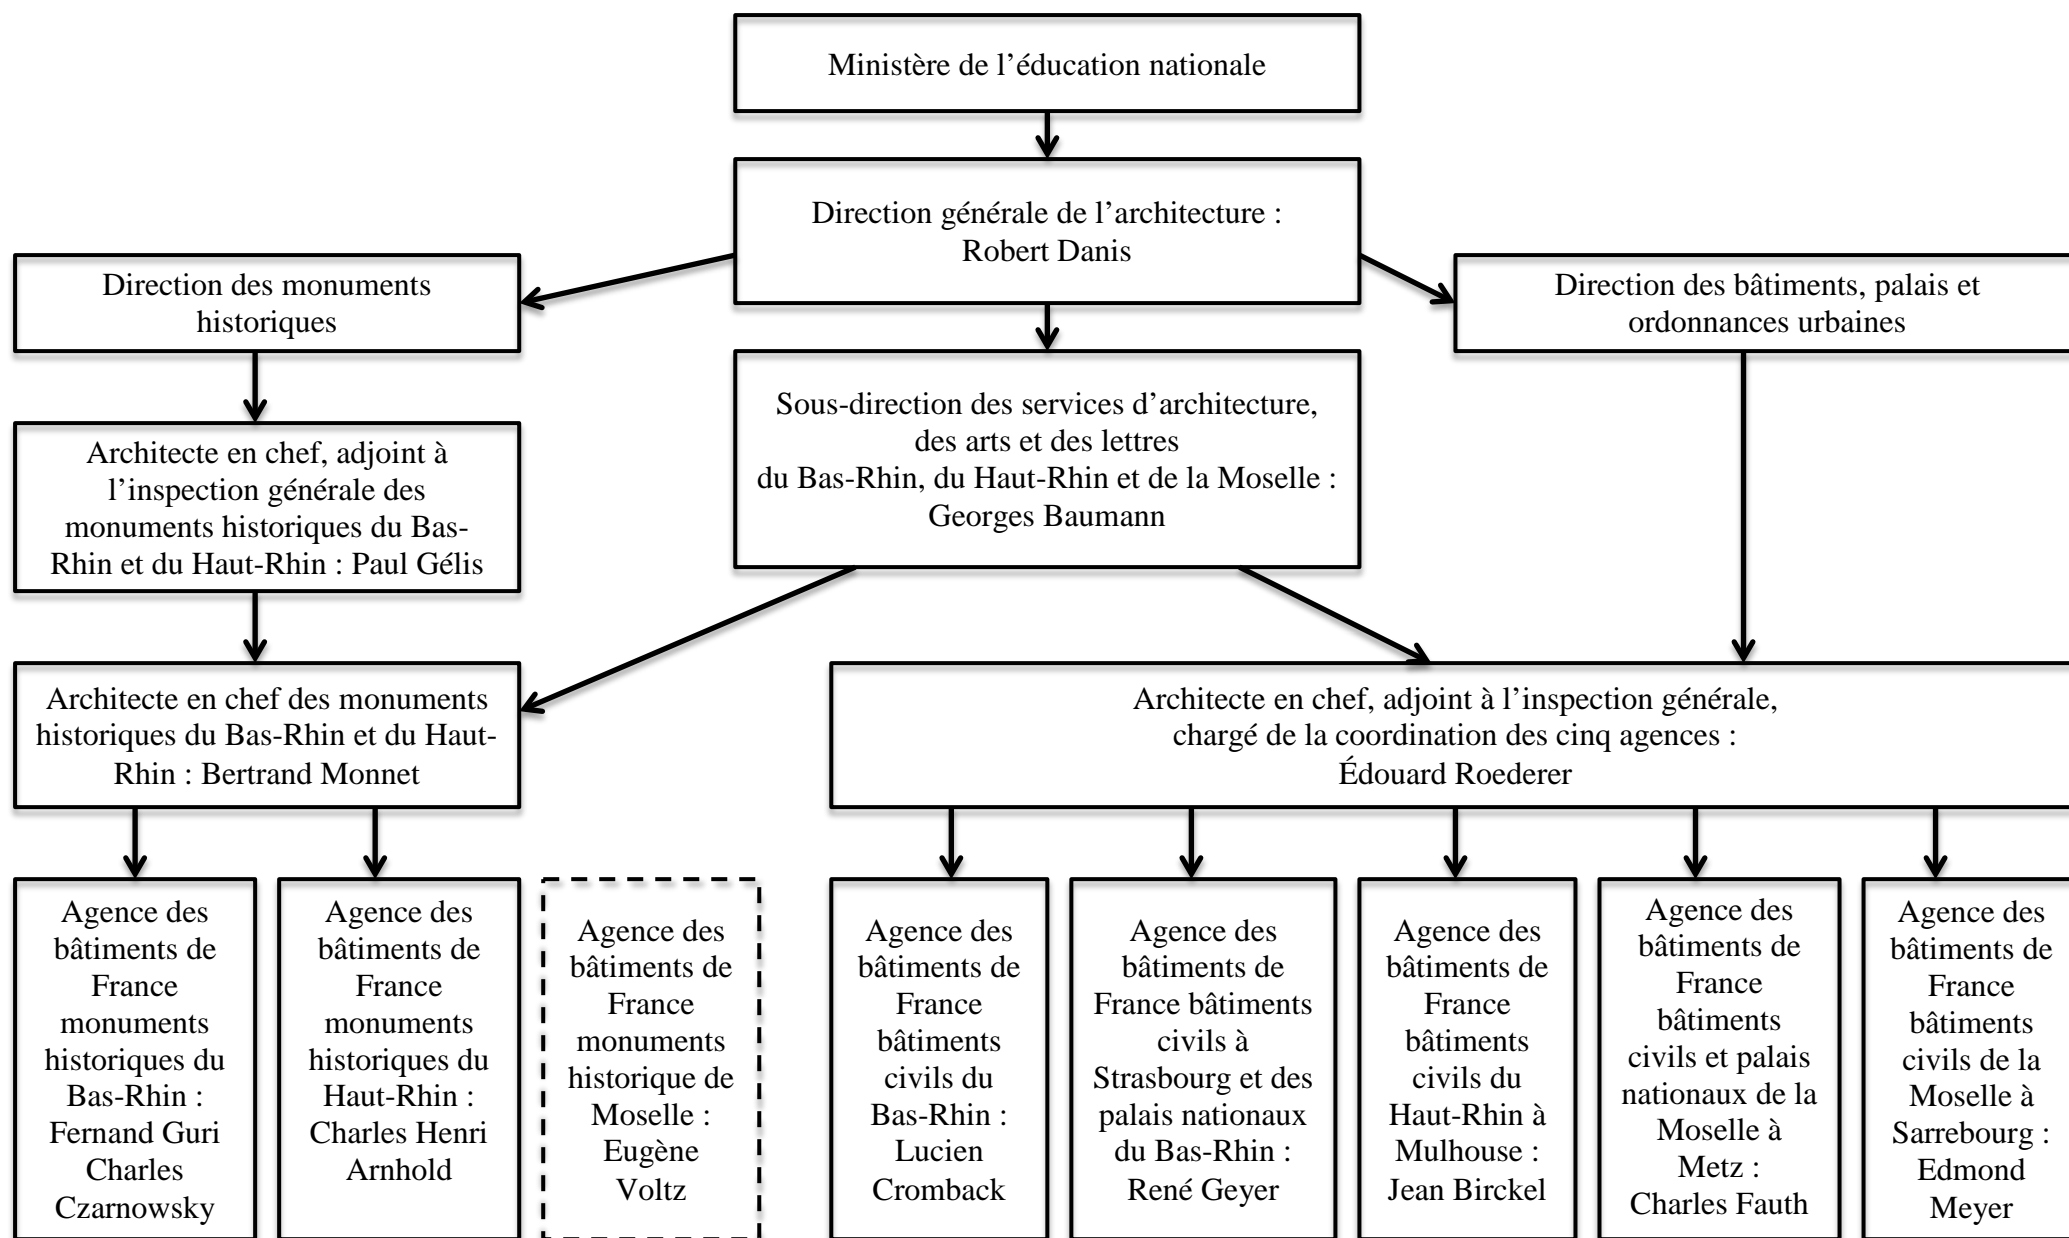 Ministère de l’éducation nationale
Direction générale de l’architecture :
Robert Danis
Direction des monuments
historiques
Direction des bâtiments, palais et
ordonnances urbaines
Sous-direction des services d’architecture,
des arts et des lettres
du Bas-Rhin, du Haut-Rhin et de la Moselle :
Georges Baumann
Architecte en chef, adjoint à
l’inspection générale des
monuments historiques du Bas-
Rhin et du Haut-Rhin : Paul Gélis
Architecte en chef des monuments
historiques du Bas-Rhin et du Haut-
Rhin : Bertrand Monnet
Architecte en chef, adjoint à l’inspection générale,
chargé de la coordination des cinq agences :
Édouard Roederer
Agence des
bâtiments de
France
monuments
historiques du
Bas-Rhin :
Fernand Guri
Charles
Czarnowsky
Agence des
bâtiments de
France
monuments
historiques du
Haut-Rhin :
Charles Henri
Arnhold
Agence des
bâtiments de
France
monuments
historique de
Moselle :
Eugène
Voltz
Agence des
bâtiments de
France
bâtiments
civils du
Bas-Rhin :
Lucien
Cromback
Agence des
bâtiments de
France bâtiments
civils à
Strasbourg et des
palais nationaux
du Bas-Rhin :
René Geyer
Agence des
bâtiments de
France
bâtiments
civils du
Haut-Rhin à
Mulhouse :
Jean Birckel
Agence des
bâtiments de
France
bâtiments
civils et palais
nationaux de la
Moselle à
Metz :
Charles Fauth
Agence des
bâtiments de
France
bâtiments
civils de la
Moselle à
Sarrebourg :
Edmond
Meyer